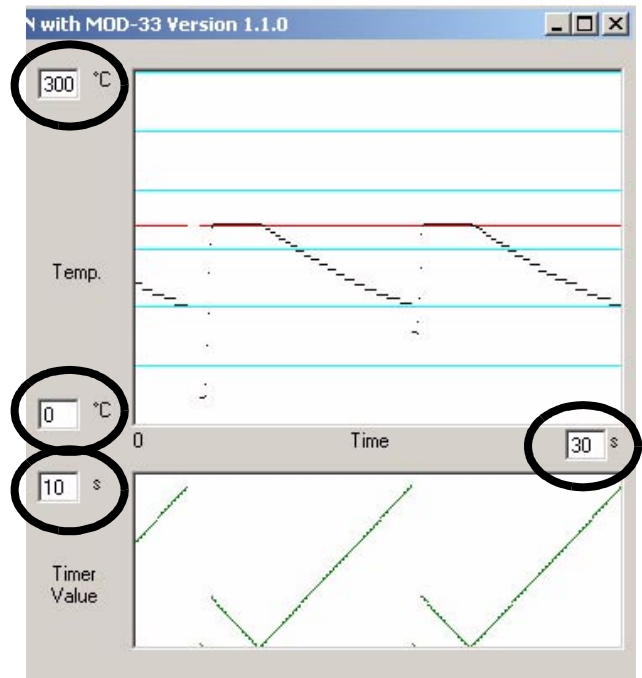 N with MOD-33 Version 1.1.0
300 °C
Temp.
0 °C
0 Time 30 s
10 s
Timer
Value